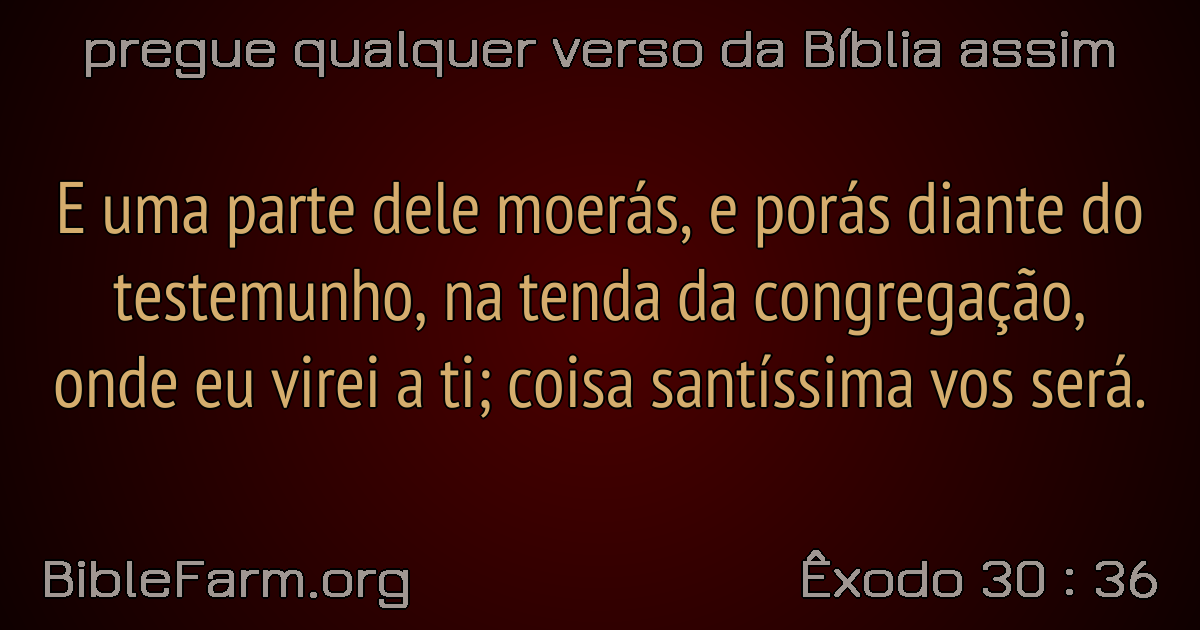 pregue qualquer verso da Bíblia assim
E uma parte dele moerás, e porás diante do
testemunho, na tenda da congregação,
onde eu virei a ti; coisa santíssima vos será.
BibleFarm.org
Êxodo 30 : 36